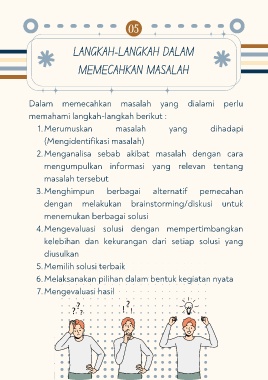 05
LANGKAH-LANGKAH DALAM
MEMECAHKAN MASALAH
Dalam memecahkan masalah yang dialami perlu
memahami langkah-langkah berikut :
1. Merumuskan masalah yang dihadapi
(Mengidentifikasi masalah)
2. Menganalisa sebab akibat masalah dengan cara
mengumpulkan informasi yang relevan tentang
masalah tersebut
3. Menghimpun berbagai alternatif pemecahan
dengan melakukan brainstorming/diskusi untuk
menemukan berbagai solusi
4. Mengevaluasi solusi dengan mempertimbangkan
kelebihan dan kekurangan dari setiap solusi yang
diusulkan
5. Memilih solusi terbaik
6. Melaksanakan pilihan dalam bentuk kegiatan nyata
7. Mengevaluasi hasil